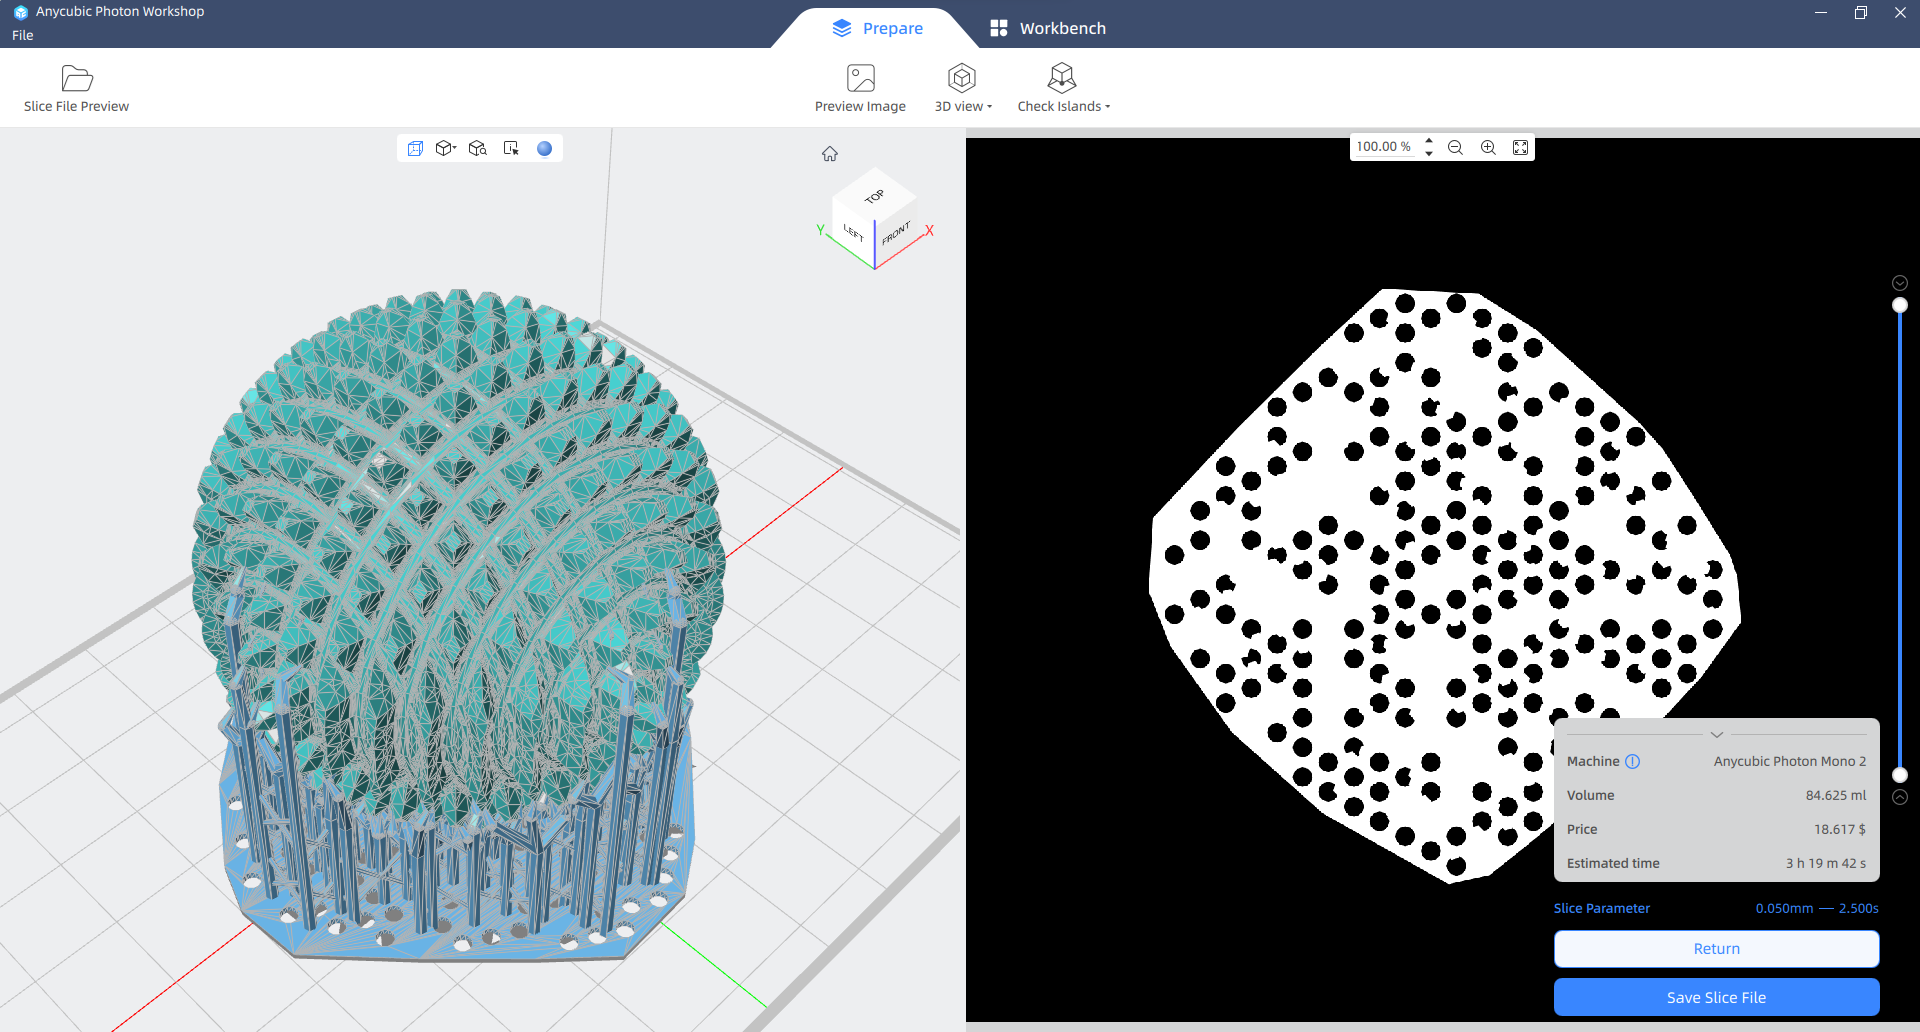 Anycubic Photon Workshop
File
Prepare
Workbench
Slice File Preview
Preview Image
3D view
Check Islands
100.00 %
TOP
LEFT
FRONT
Y
X
Machine
Anycubic Photon Mono 2
Volume
84.625 ml
Price
18.617 $
Estimated time
3 h 19 m 42 s
Slice Parameter
0.050mm — 2.500s
Return
Save Slice File